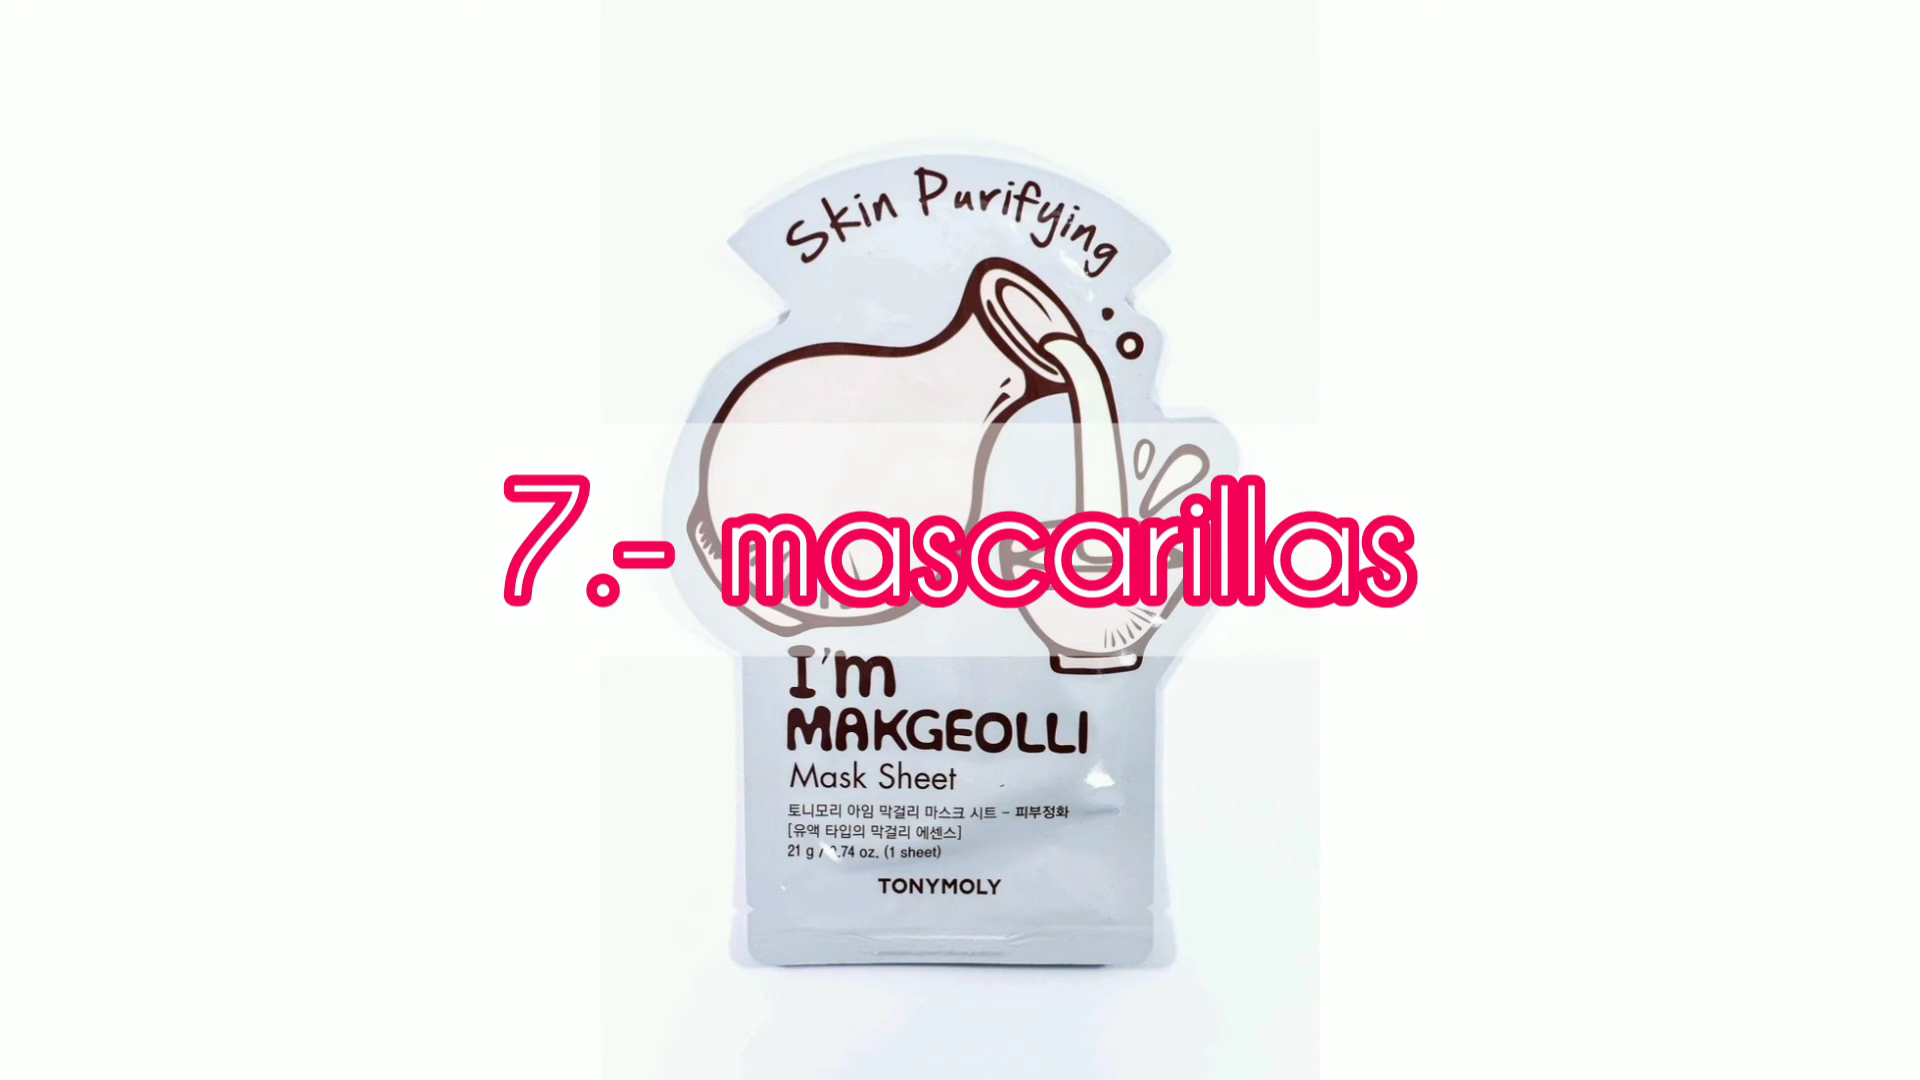 Skin Purifying
7.- mascarillas
I'm
MAKGEOLLI
Mask Sheet
토니모리 아임 막걸리 마스크 시트 - 피부정화
[유액 타입의 막걸리 에센스]
21 g / 0.74 oz. (1 sheet)
TONYMOLY